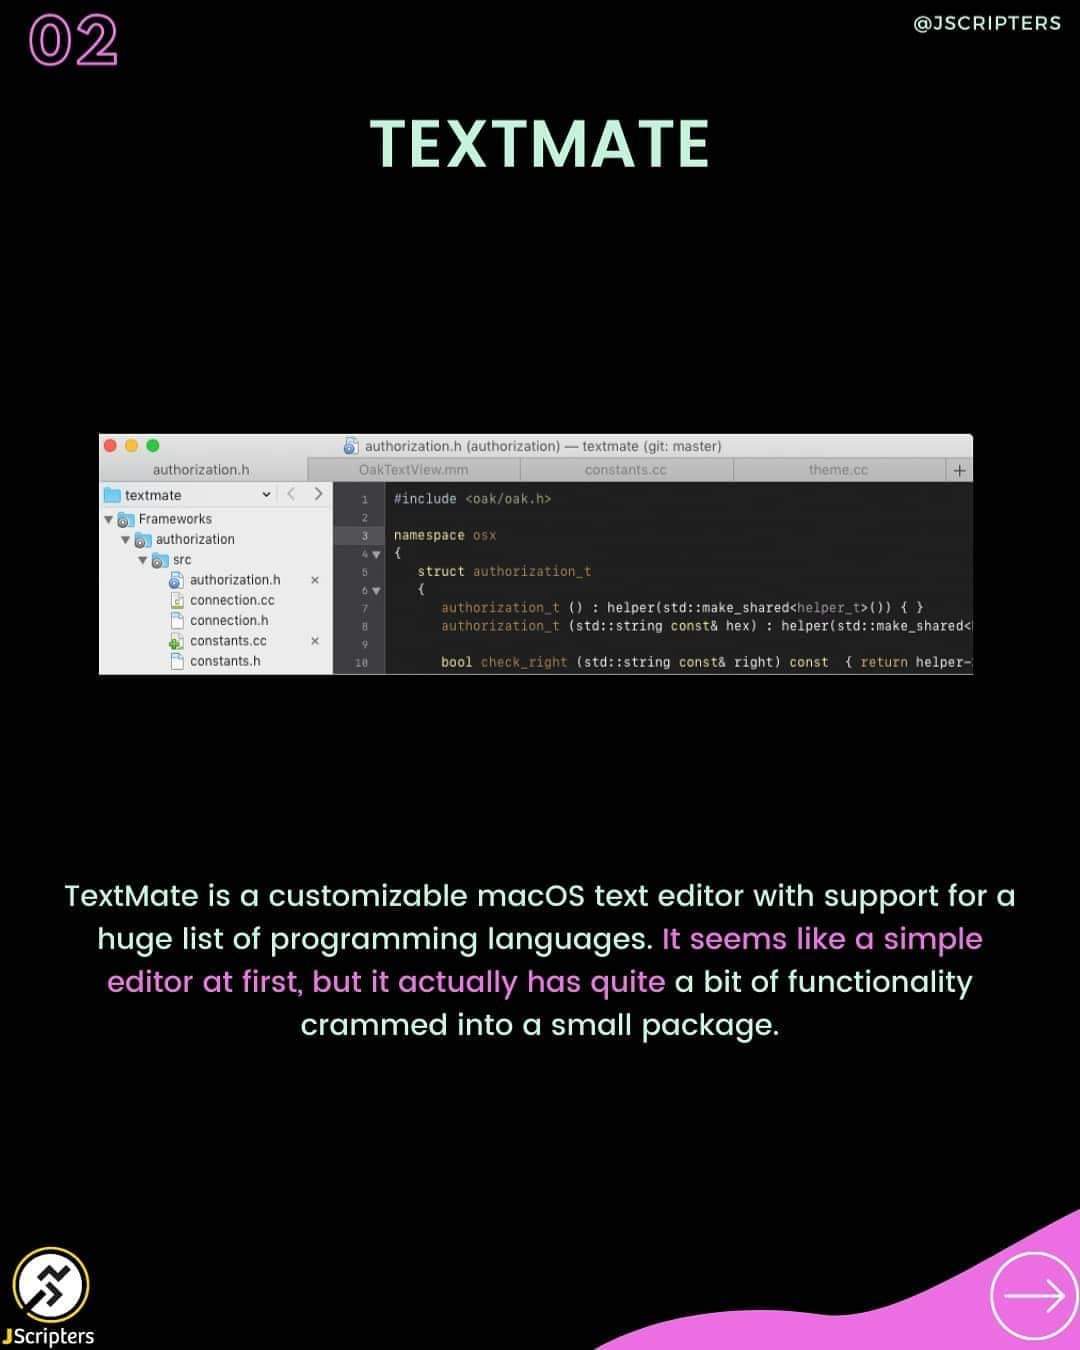 02
@JSCRIPTERS
TEXTMATE
authorization.h (authorization) — textmate (git: master)
authorization.h OakTextView.mm constants.cc theme.cc +
textmate
Frameworks
authorization
src
authorization.h ×
connection.cc
connection.h
constants.cc ×
constants.h
1 #include <oak/oak.h>
2
3 namespace osx
4 {
5 struct authorization_t
6 {
7 authorization_t () : helper(std::make_shared<helper_t>()) { }
8 authorization_t (std::string const& hex) : helper(std::make_shared<
9
10 bool check_right (std::string const& right) const { return helper-
TextMate is a customizable macOS text editor with support for a
huge list of programming languages. It seems like a simple
editor at first, but it actually has quite a bit of functionality
crammed into a small package.
JScripters